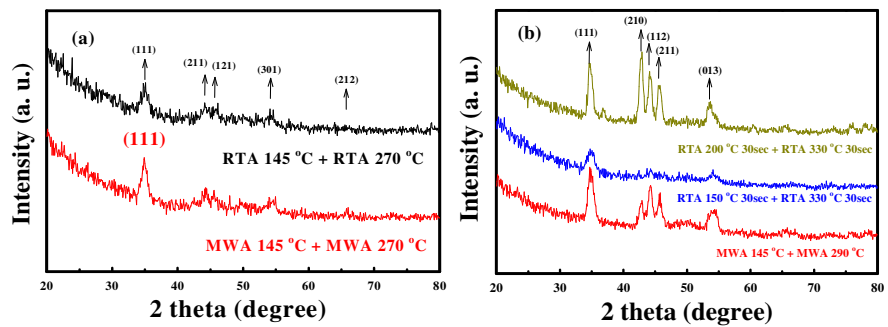 (a)
(111)
(211)
(121)
(301)
(212)
RTA 145 °C + RTA 270 °C
(111)
MWA 145 °C + MWA 270 °C
Intensity (a. u.)
20 30 40 50 60 70 80
2 theta (degree)
(b)
(111)
(210)
(112)
(211)
(013)
RTA 200 °C 30sec + RTA 330 °C 30sec
RTA 150 °C 30sec + RTA 330 °C 30sec
MWA 145 °C + MWA 290 °C
Intensity (a. u.)
20 30 40 50 60 70 80
2 theta (degree)